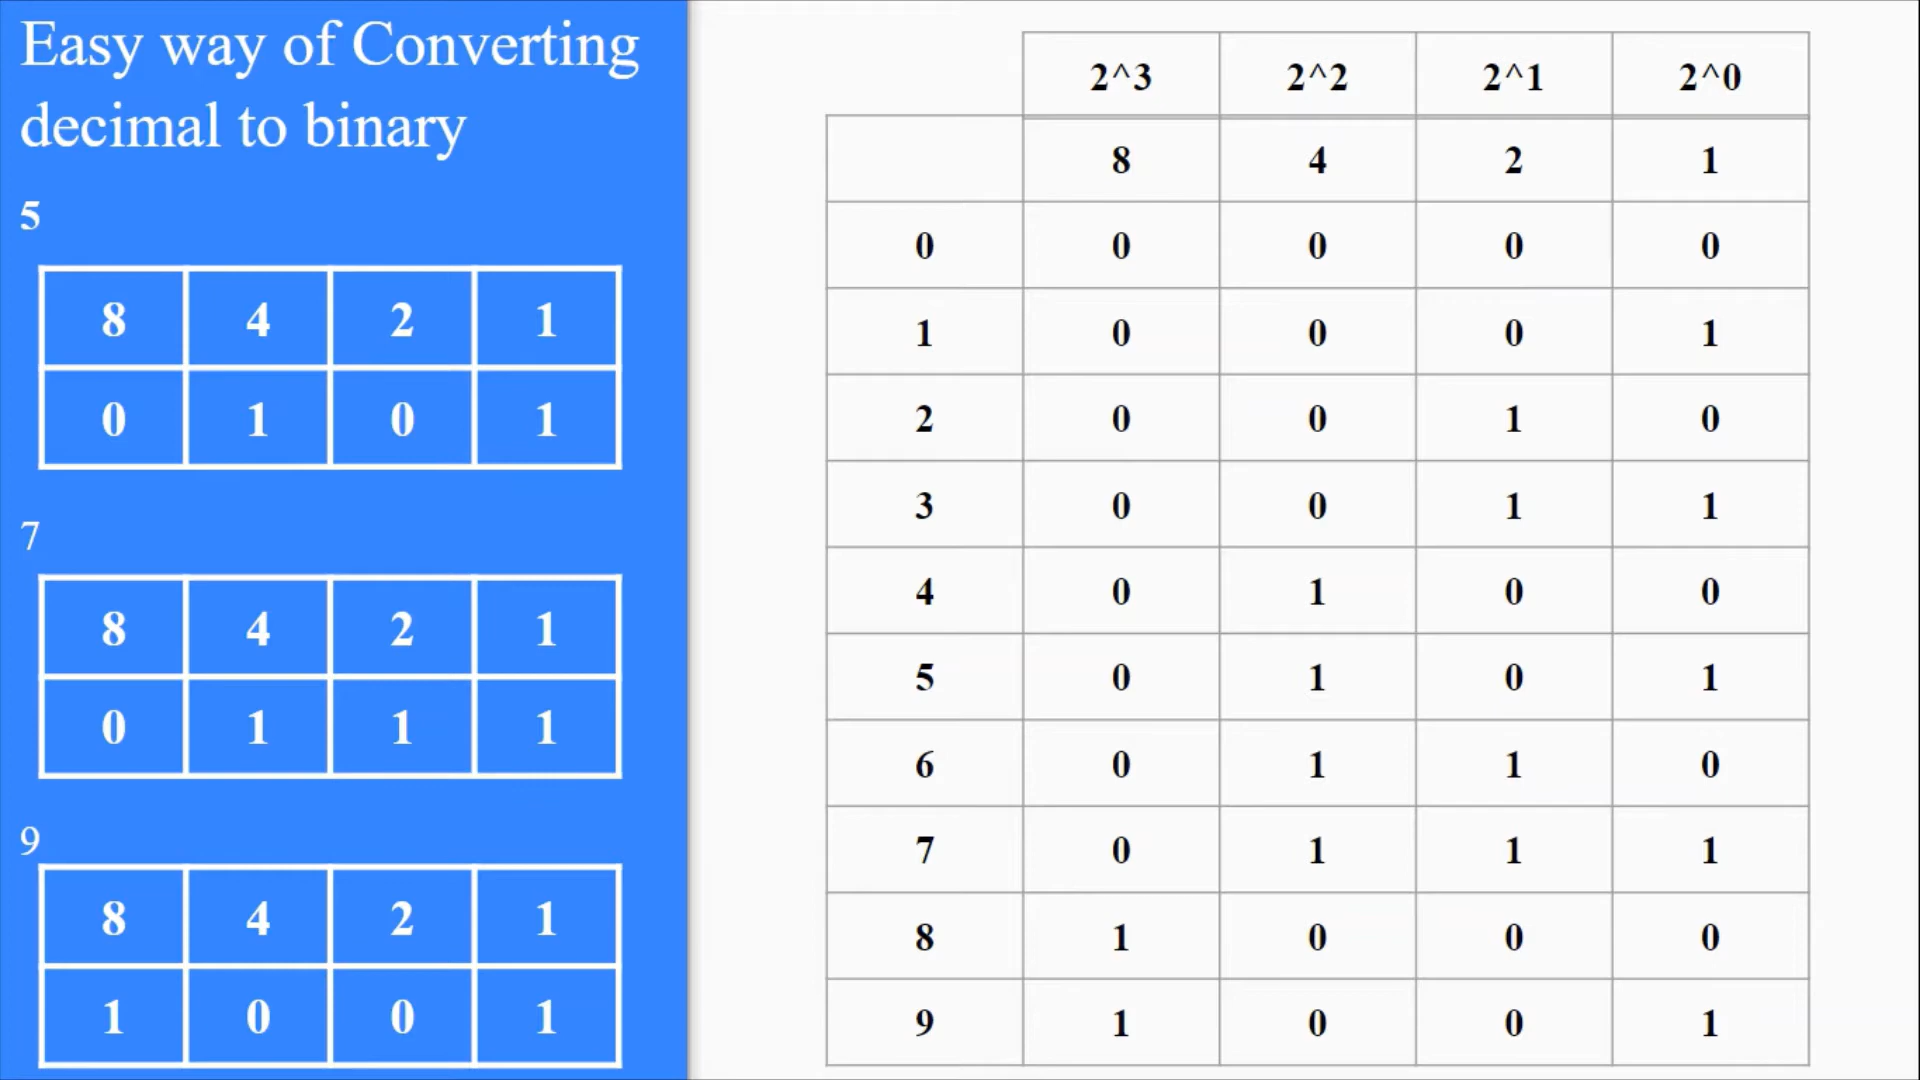 Easy way of Converting
decimal to binary
5
8 4 2 1
0 1 0 1
7
8 4 2 1
0 1 1 1
9
8 4 2 1
1 0 0 1
2^3 2^2 2^1 2^0
8 4 2 1
0 0 0 0 0
1 0 0 0 1
2 0 0 1 0
3 0 0 1 1
4 0 1 0 0
5 0 1 0 1
6 0 1 1 0
7 0 1 1 1
8 1 0 0 0
9 1 0 0 1